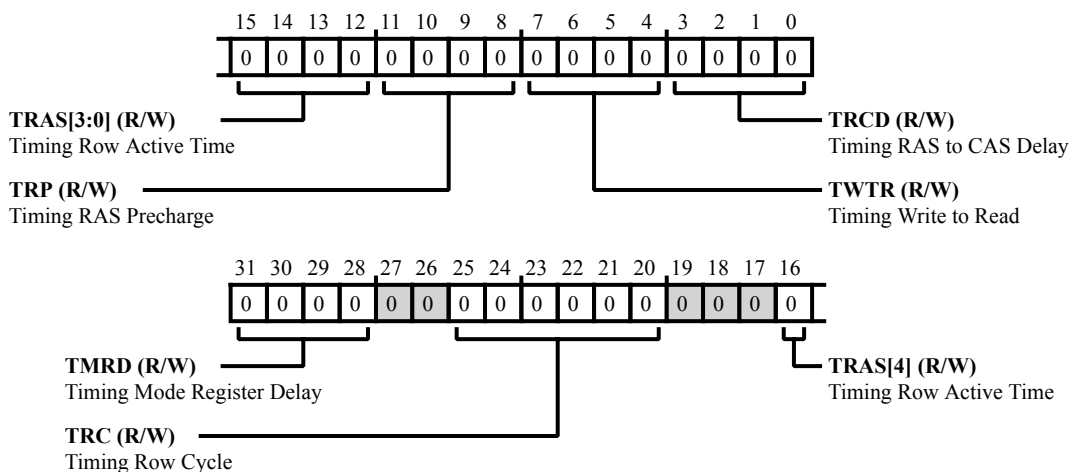 15 14 13 12 11 10 9 8 7 6 5 4 3 2 1 0
0 0 0 0 0 0 0 0 0 0 0 0 0 0 0 0
TRAS[3:0] (R/W)
Timing Row Active Time
TRCD (R/W)
Timing RAS to CAS Delay
TRP (R/W)
Timing RAS Precharge
TWTR (R/W)
Timing Write to Read
31 30 29 28 27 26 25 24 23 22 21 20 19 18 17 16
0 0 0 0 0 0 0 0 0 0 0 0 0 0 0 0
TMRD (R/W)
Timing Mode Register Delay
TRAS[4] (R/W)
Timing Row Active Time
TRC (R/W)
Timing Row Cycle